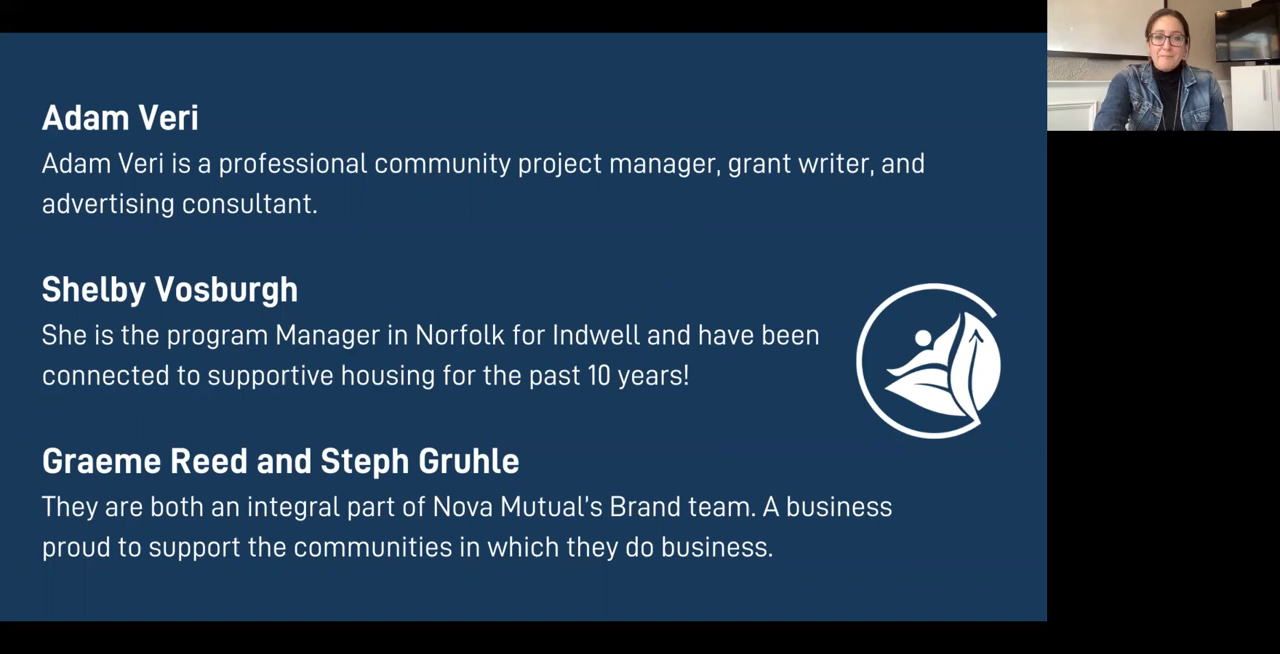 Adam Veri
Adam Veri is a professional community project manager, grant writer, and
advertising consultant.
Shelby Vosburgh
She is the program Manager in Norfolk for Indwell and have been
connected to supportive housing for the past 10 years!
Graeme Reed and Steph Gruhle
They are both an integral part of Nova Mutual's Brand team. A business
proud to support the communities in which they do business.